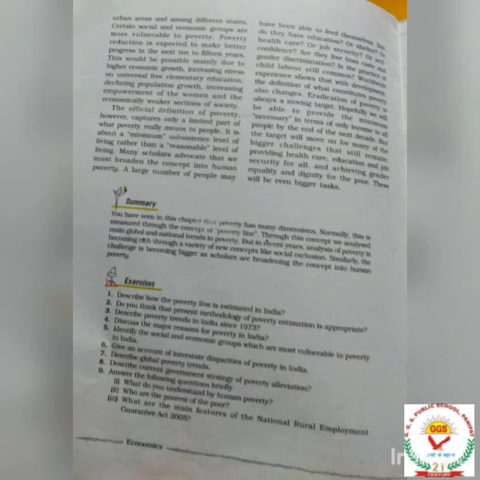 urban areas and among different states.
Certain social and economic groups are
more vulnerable to poverty. Poverty
reduction is expected to make better
progress in the next ten to fifteen years.
This would be possible mainly due to
higher economic growth, increasing stress
on universal free elementary education,
declining population growth, increasing
empowerment of the women and the
economically weaker sections of society.
The official definition of poverty,
however, captures only a limited part of
what poverty really means to people. It is
about a "minimum" subsistence level of
living rather than a "reasonable" level of
living. Many scholars advocate that we
must broaden the concept into human
poverty. A large number of people may
have been able to feed themselves. But
do they have education? Or shelter? Or
health care? Or job security? Or self-
confidence? Are they free from caste and
gender discrimination? Is the practice of
child labour still common? Worldwide
experience shows that with development,
the definition of what constitutes poverty
also changes. Eradication of poverty is
always a moving target. Hopefully we will
be able to provide the minimum
"necessary" in terms of only income to all
people by the end of the next decade. But
the target will move on for many of the
bigger challenges that still remain:
providing health care, education and job
security for all, and achieving gender
equality and dignity for the poor. These
will be even bigger tasks.
Summary
You have seen in this chapter that poverty has many dimensions. Normally, this is
measured through the concept of "poverty line". Through this concept we analysed
main global and national trends in poverty. But in recent years, analysis of poverty is
becoming rich through a variety of new concepts like social exclusion. Similarly, the
challenge is becoming bigger as scholars are broadening the concept into human
poverty.
Exercises
1. Describe how the poverty line is estimated in India?
2. Do you think that present methodology of poverty estimation is appropriate?
3. Describe poverty trends in India since 1973?
4. Discuss the major reasons for poverty in India?
5. Identify the social and economic groups which are most vulnerable to poverty
in India.
6. Give an account of interstate disparities of poverty in India.
7. Describe global poverty trends.
8. Describe current government strategy of poverty alleviation?
9. Answer the following questions briefly
(i) What do you understand by human poverty?
(ii) Who are the poorest of the poor?
(iii) What are the main features of the National Rural Employment
Guarantee Act 2005?
Economics
PUBLIC SCHOOL, PANIPAT
GGS
21
CENTURY